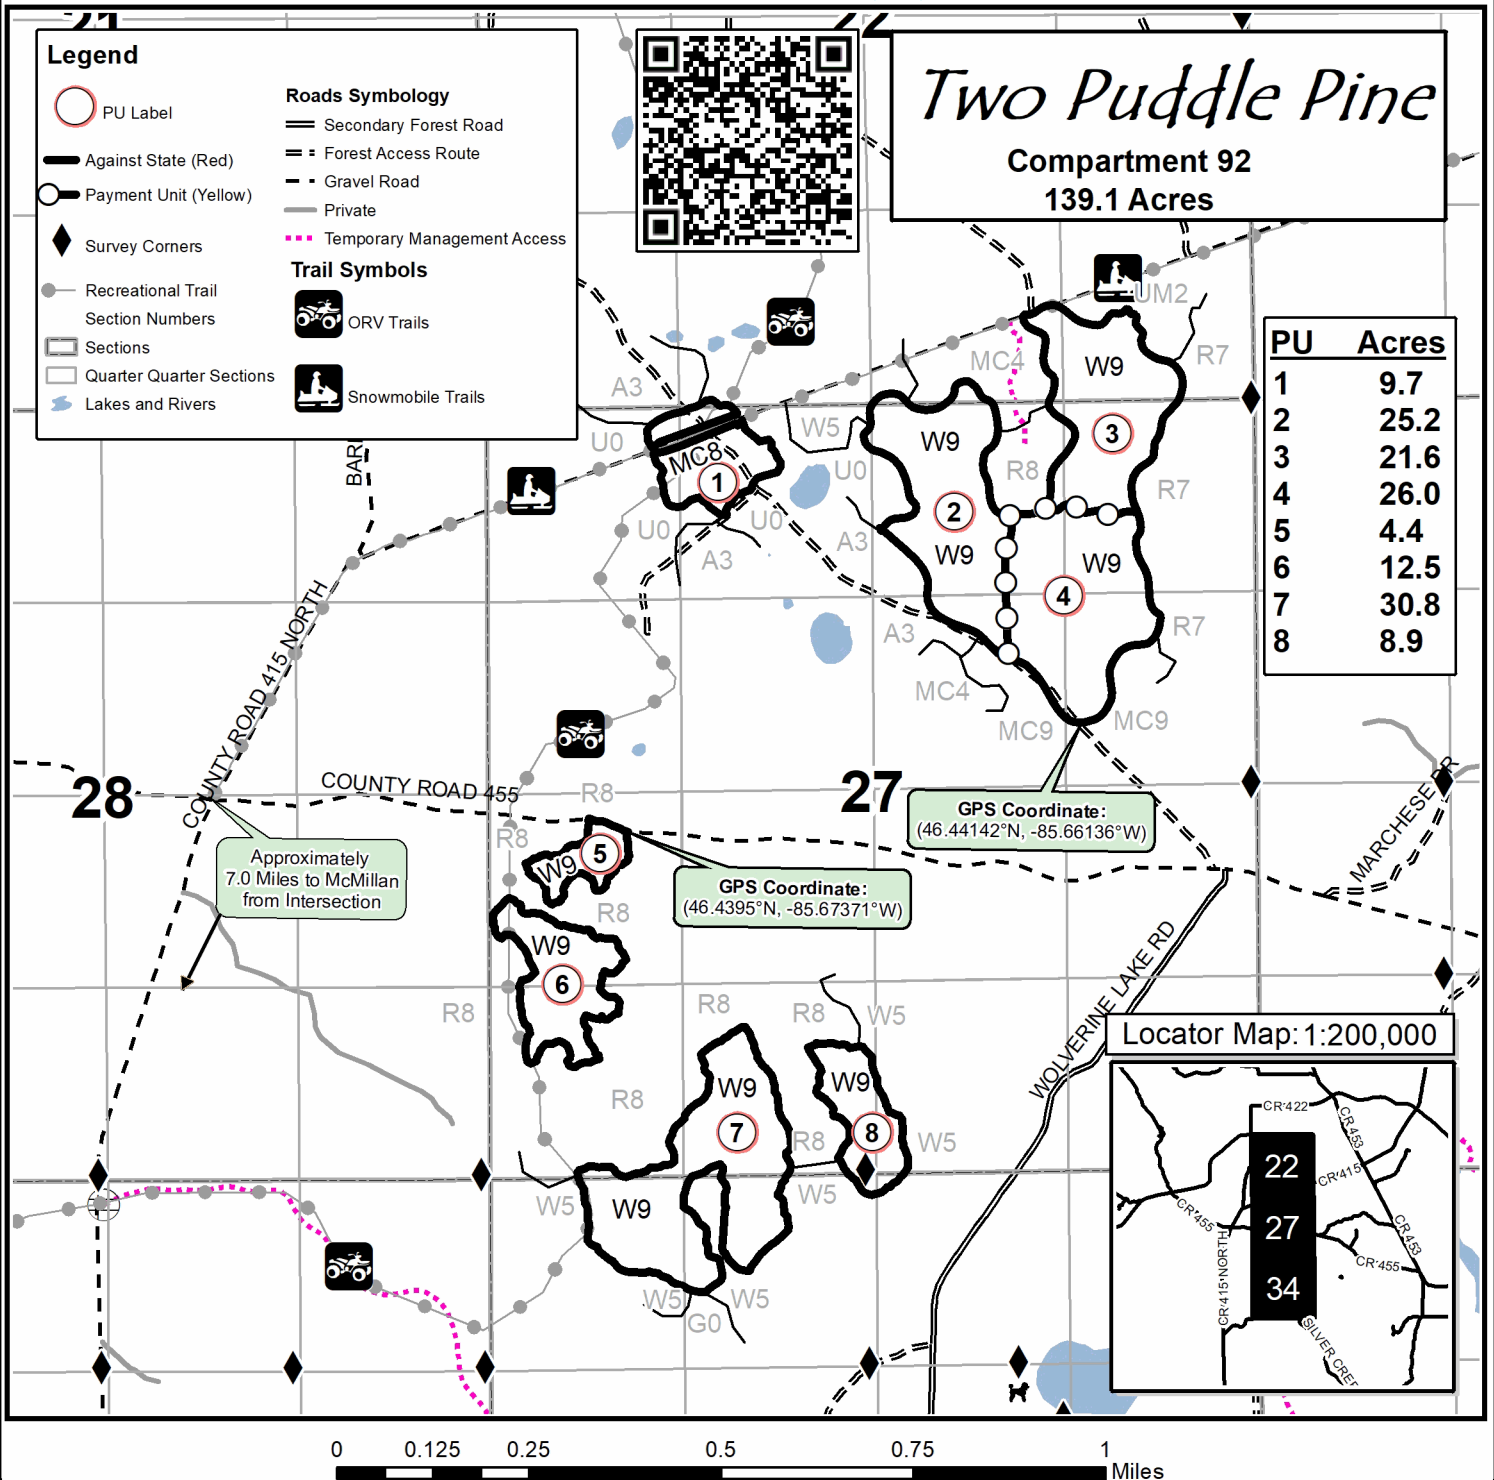 21
22
Legend
PU Label
Against State (Red)
Payment Unit (Yellow)
Survey Corners
Recreational Trail
Section Numbers
Sections
Quarter Quarter Sections
Lakes and Rivers
Roads Symbology
Secondary Forest Road
Forest Access Route
Gravel Road
Private
Temporary Management Access
Trail Symbols
ORV Trails
Snowmobile Trails
Two Puddle Pine
Compartment 92
139.1 Acres
PU Acres
1 9.7
2 25.2
3 21.6
4 26.0
5 4.4
6 12.5
7 30.8
8 8.9
UM2
MC4
W9
R7
A3
W5
U0
MC8
1
W9
3
R8
U0
R7
BARI
2
U0
U0
A3
A3
W9
W9
4
A3
R7
MC4
MC9
MC9
COUNTY ROAD 415 NORTH
28
COUNTY ROAD 455
R8
27
GPS Coordinate:
(46.44142°N, -85.66136°W)
MARCHESE DR
R8
W9
5
Approximately
7.0 Miles to McMillan
from Intersection
GPS Coordinate:
(46.4395°N, -85.67371°W)
R8
W9
6
R8
R8
R8
W5
WOLVERINE LAKE RD
R8
W9
7
W9
8
R8
W5
W5
W9
W5
W5
W5
G0
Locator Map: 1:200,000
CR 422
CR 453
22
CR 415
CR 455
27
CR 453
CR 415 NORTH
CR 455
34
SILVER CREE
0 0.125 0.25 0.5 0.75 1
Miles